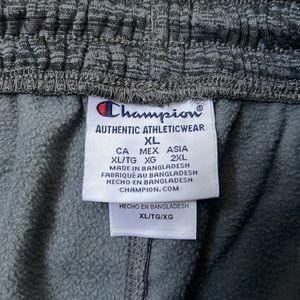 Champion
AUTHENTIC ATHLETICWEAR
XL
CA MEX ASIA
XL/TG XG 2XL
MADE IN BANGLADESH
FABRIQUÉ AU BANGLADESH
HECHO EN BANGLADESH
CHAMPION.COM
HECHO EN BANGLADESH
XL/TG/XG